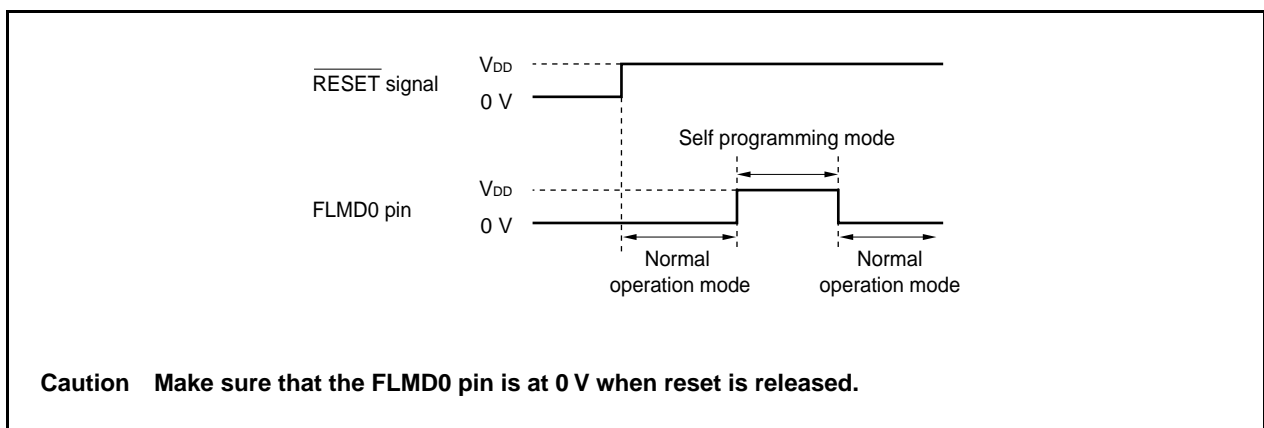 VDD
RESET signal
0 V
Self programming mode
VDD
FLMD0 pin
0 V
Normal
operation mode
Normal
operation mode
Caution Make sure that the FLMD0 pin is at 0 V when reset is released.